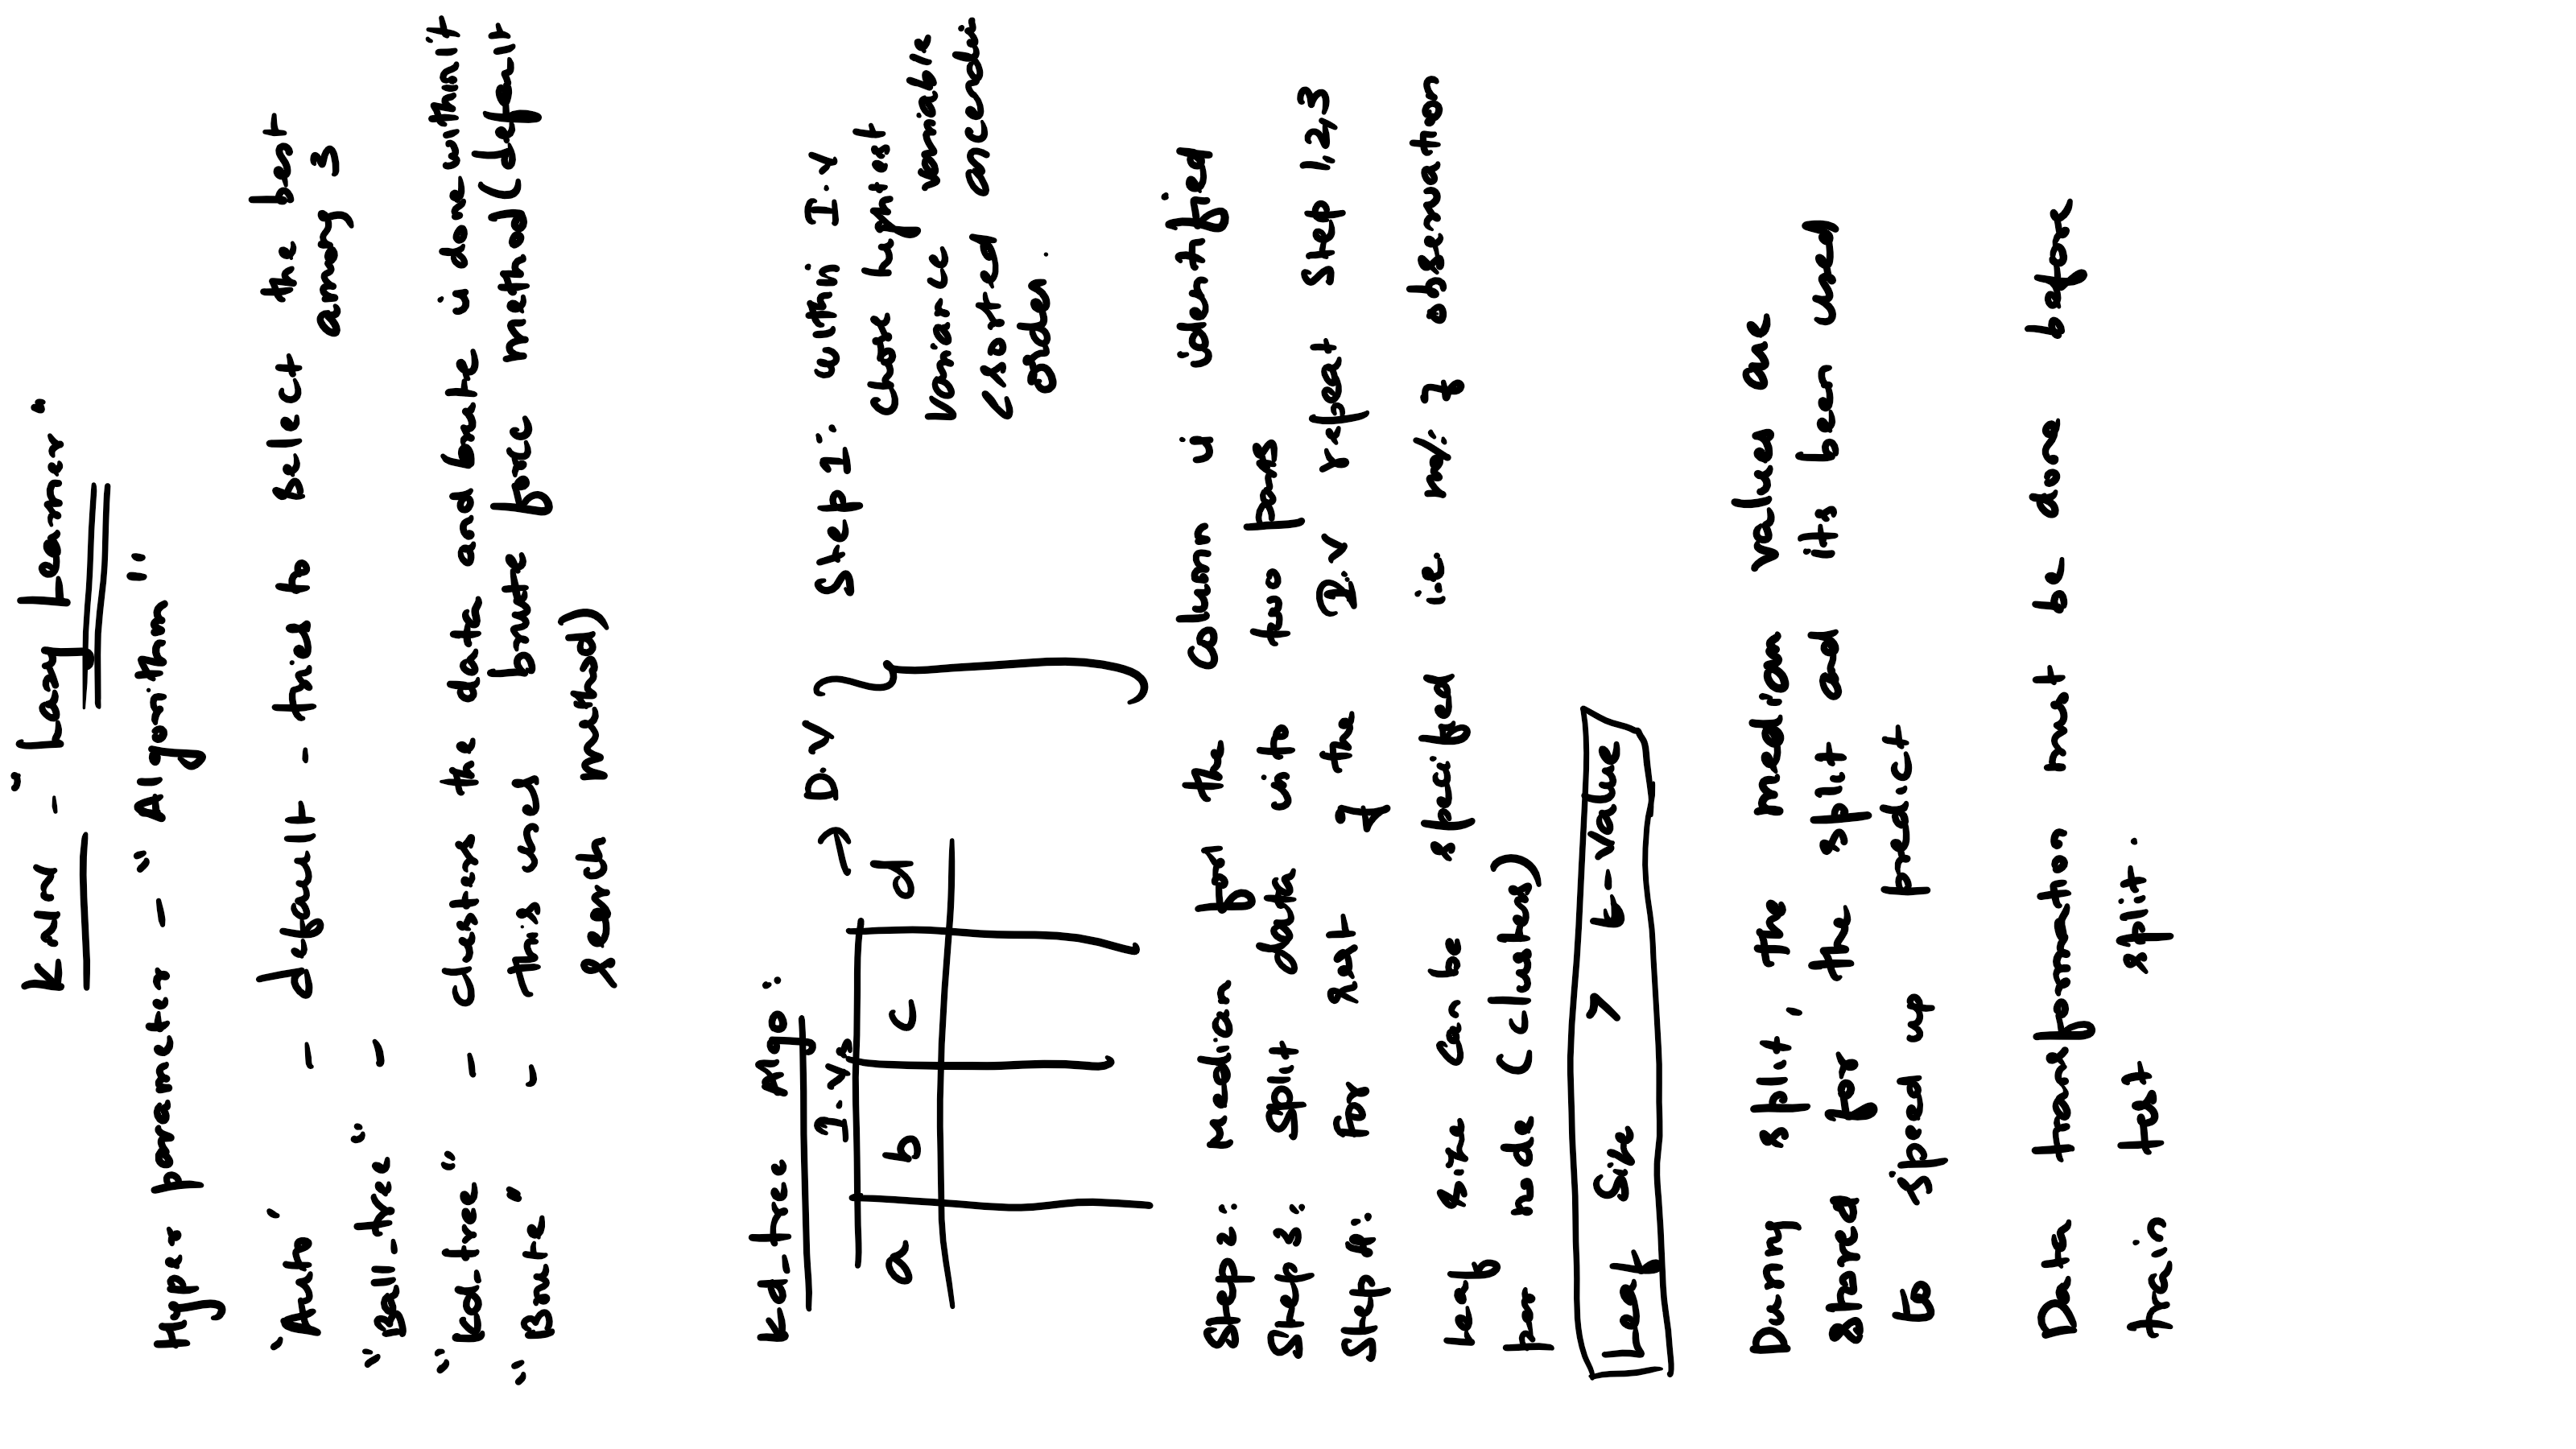 KNN - "Lazy Learner"
Hyper parameter - "Algorithm"
'Auto' - default - tries to select the best among 3
"Ball_tree" -
"Kd_tree" - clusters the data and brute is done within it
"Brute" - this uses brute force method (default search method)
Kd_tree Algo:
I.Vs → D.V
a b c d
Step 1: within I.V
chose highest
variance variable
(sorted ascendin
order.
Step 2: Median for the column is identified
Step 3: Split data into two parts
Step 4: For rest of the I.V repeat Step 1,2,3
Leaf size can be specified i.e no: of observation
per node (clusters)
Leaf Size > k-value
During split, the median values are
stored for the split and its been used
to speed up predict
Data transformation must be done before
train test split.